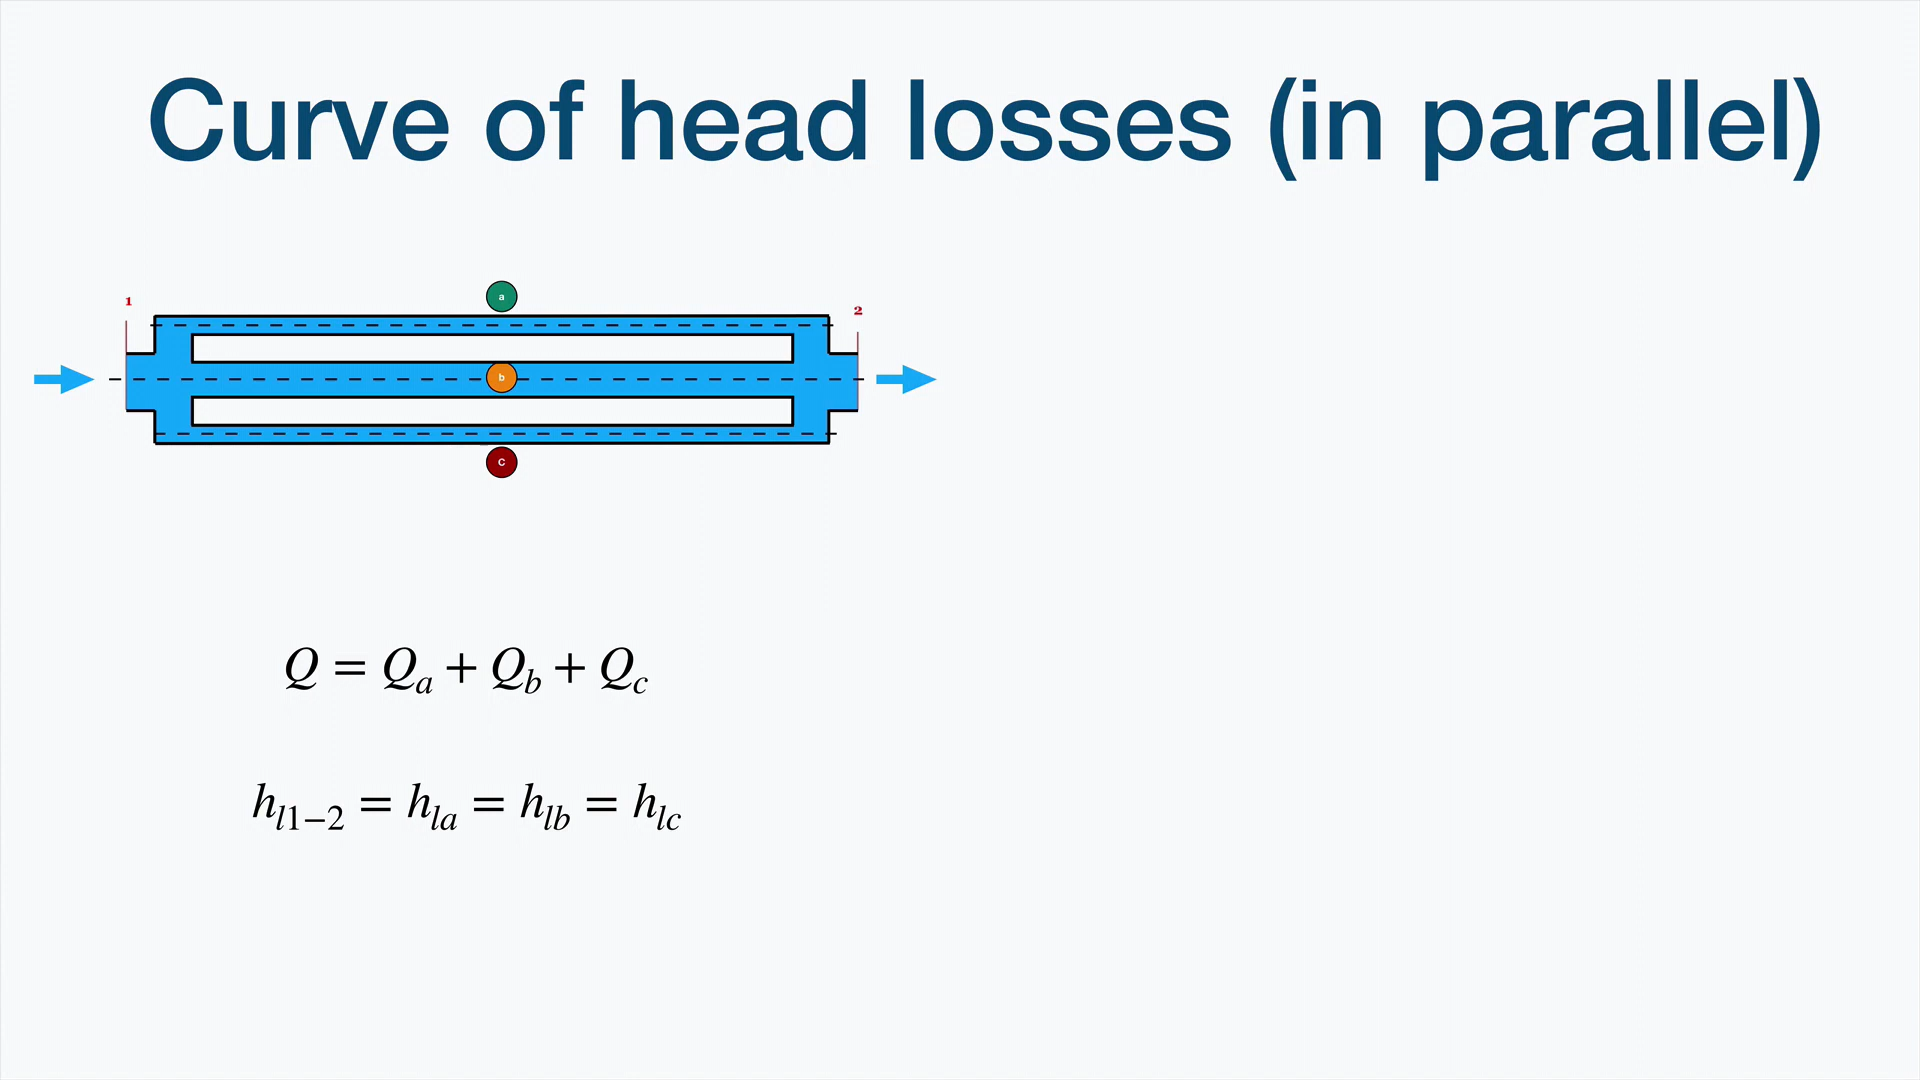 Curve of head losses (in parallel)
a
1
2
b
c
Q = Qₐ + Q_b + Q_c
h_{l1−2} = h_{la} = h_{lb} = h_{lc}